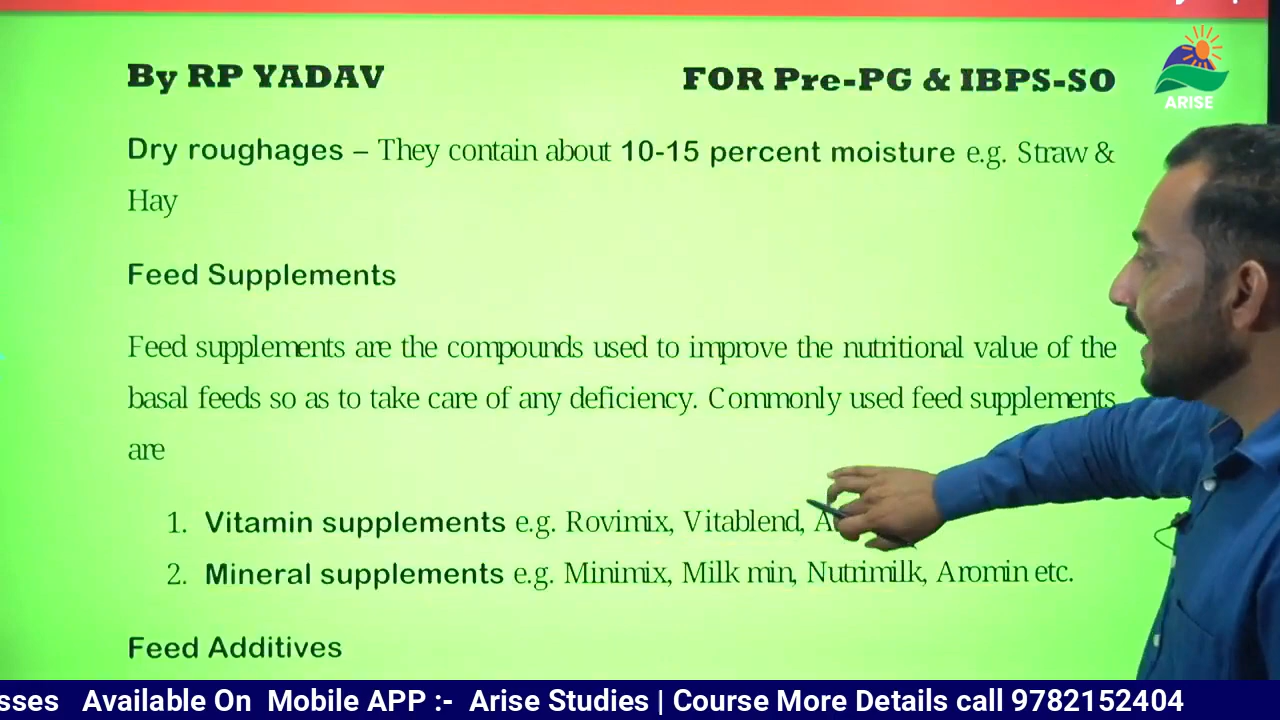 By RP YADAV FOR Pre-PG & IBPS-SO
ARISE
Dry roughages – They contain about 10-15 percent moisture e.g. Straw &
Hay
Feed Supplements
Feed supplements are the compounds used to improve the nutritional value of the
basal feeds so as to take care of any deficiency. Commonly used feed supplements
are
1. Vitamin supplements e.g. Rovimix, Vitablend,
2. Mineral supplements e.g. Minimix, Milk min, Nutrimilk, Aromin etc.
Feed Additives
sses Available On Mobile APP :- Arise Studies | Course More Details call 9782152404